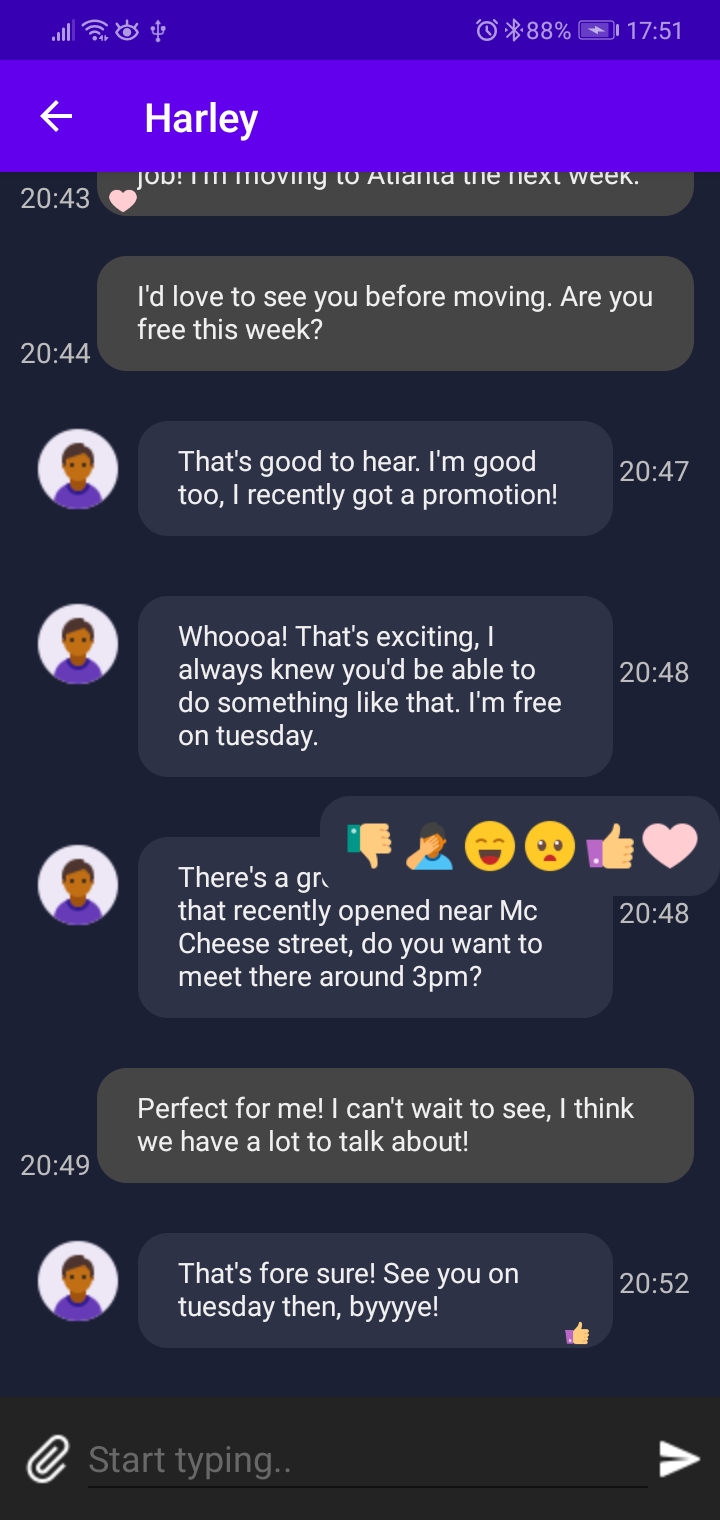 88% 17:51
Harley
job! I'm moving to Atlanta the next week.
20:43
I'd love to see you before moving. Are you
free this week?
20:44
That's good to hear. I'm good
too, I recently got a promotion!
20:47
Whoooa! That's exciting, I
always knew you'd be able to
do something like that. I'm free
on tuesday.
20:48
There's a
that recently opened near Mc
Cheese street, do you want to
meet there around 3pm?
20:48
Perfect for me! I can't wait to see, I think
we have a lot to talk about!
20:49
That's fore sure! See you on
tuesday then, byyyye!
20:52
Start typing..